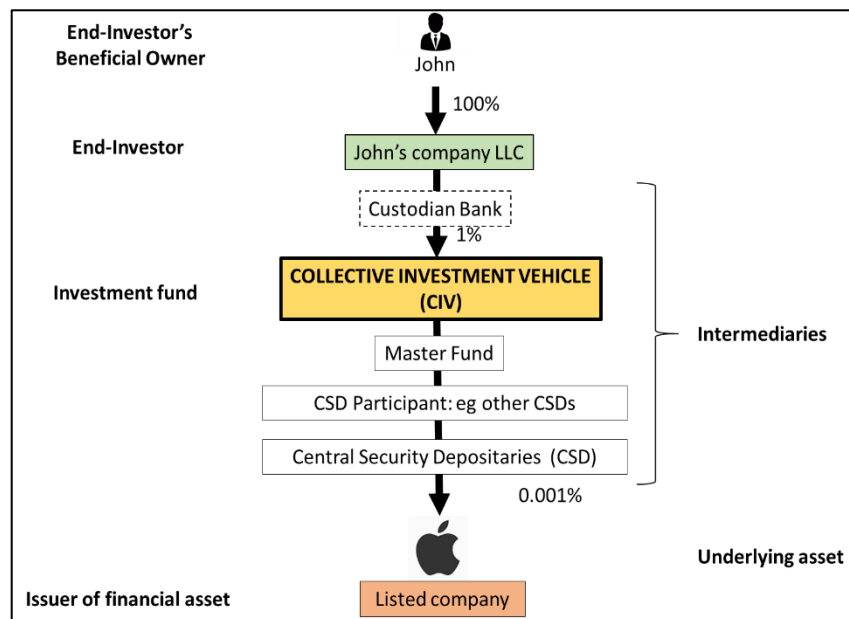 End-Investor's
Beneficial Owner
John
100%
End-Investor
John's company LLC
Custodian Bank
1%
Investment fund
COLLECTIVE INVESTMENT VEHICLE
(CIV)
Intermediaries
Master Fund
CSD Participant: eg other CSDs
Central Security Depositaries (CSD)
0.001%
Underlying asset
Issuer of financial asset
Listed company